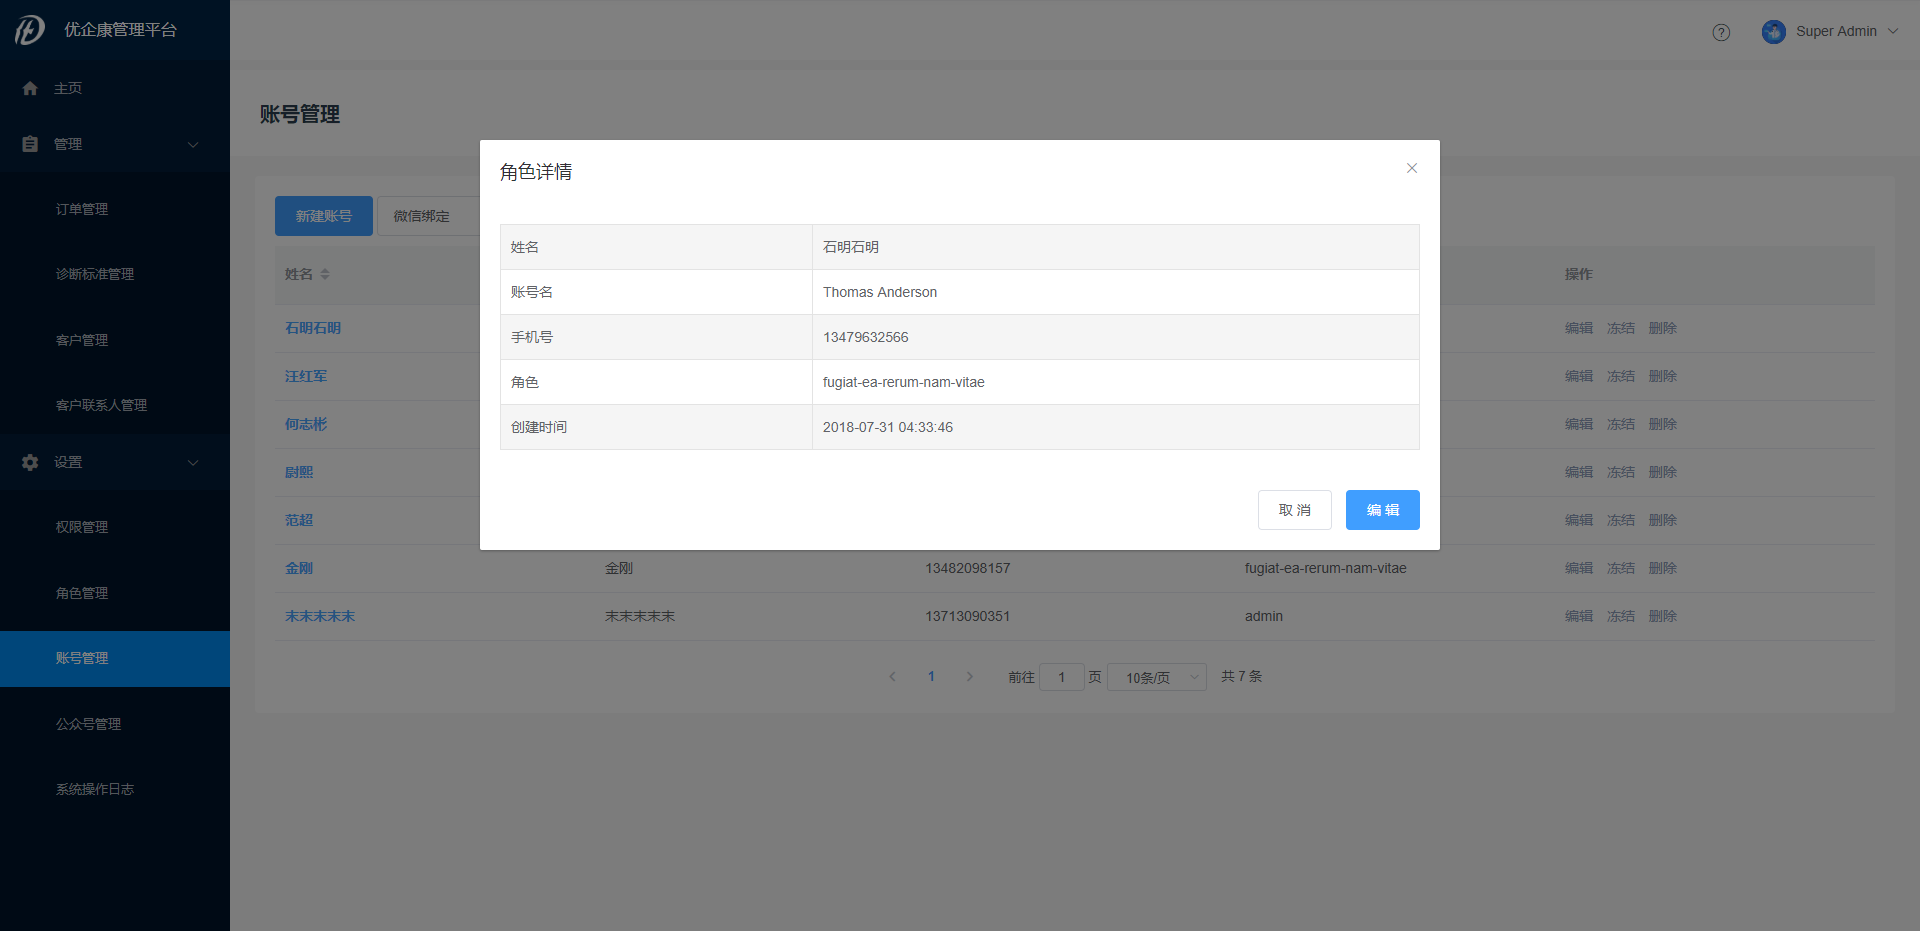 优企康管理平台
Super Admin
主页
管理
订单管理
诊断标准管理
客户管理
客户联系人管理
设置
权限管理
角色管理
账号管理
公众号管理
系统操作日志
账号管理
新建账号 微信绑定
姓名 操作
石明石明 编辑 冻结 删除
汪红军 编辑 冻结 删除
何志彬 编辑 冻结 删除
尉熙 编辑 冻结 删除
范超 编辑 冻结 删除
金刚 金刚 13482098157 fugiat-ea-rerum-nam-vitae 编辑 冻结 删除
末末末末末 末末末末末 13713090351 admin 编辑 冻结 删除
1 前往 1 页 10条/页 共 7 条
角色详情
姓名 石明石明
账号名 Thomas Anderson
手机号 13479632566
角色 fugiat-ea-rerum-nam-vitae
创建时间 2018-07-31 04:33:46
取 消 编 辑